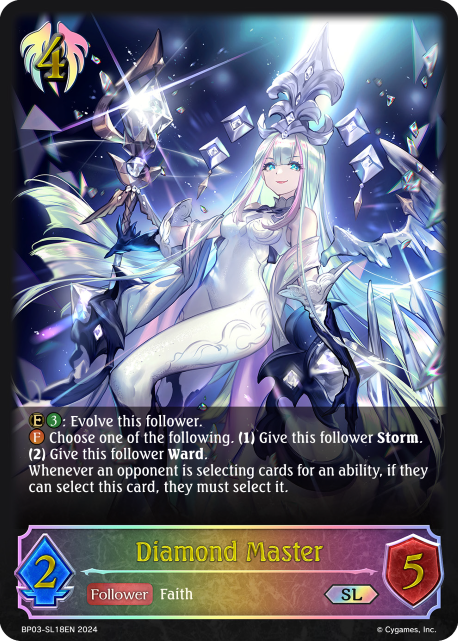 4
E 3: Evolve this follower.
F Choose one of the following. (1) Give this follower Storm.
(2) Give this follower Ward.
Whenever an opponent is selecting cards for an ability, if they
can select this card, they must select it.
Diamond Master
2
5
Follower Faith
SL
BP03-SL18EN 2024
© Cygames, Inc.